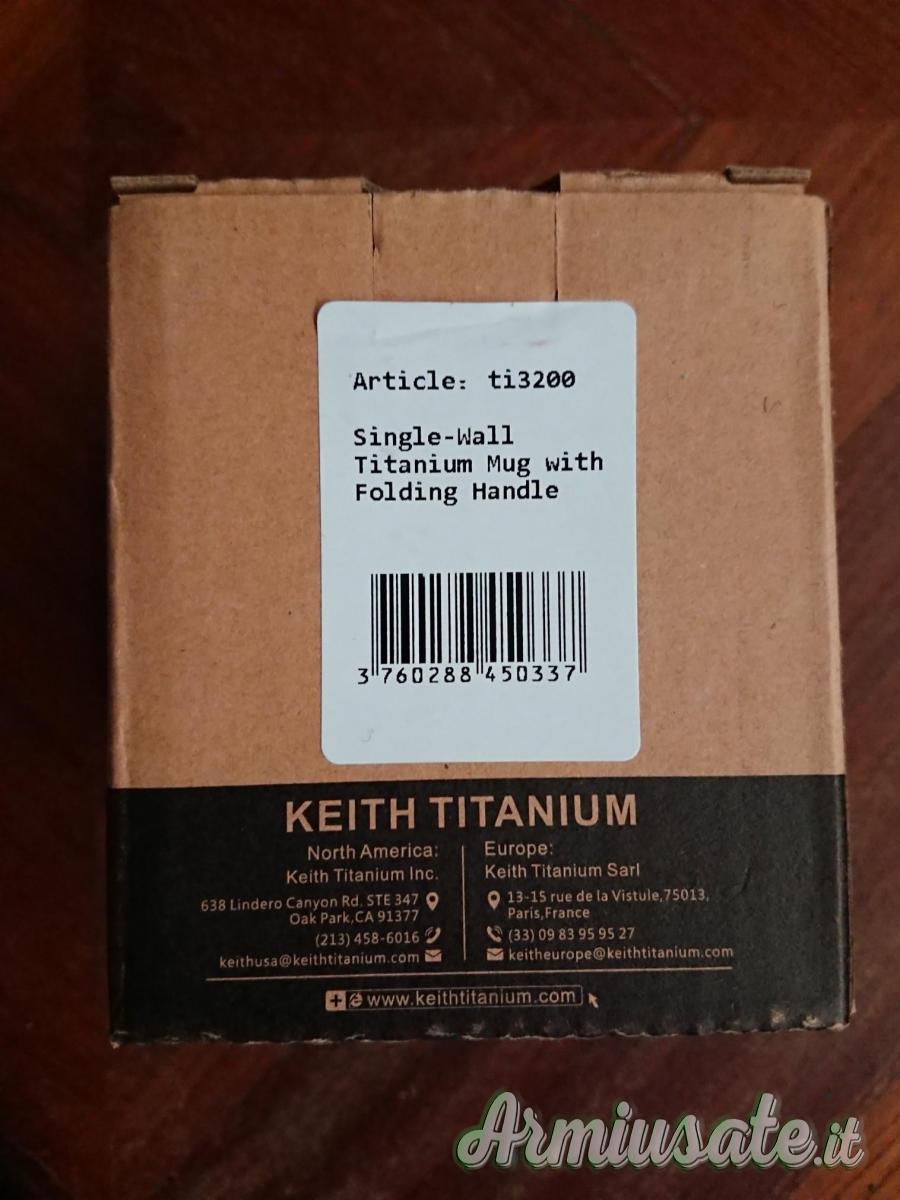 Article: ti3200
Single-Wall
Titanium Mug with
Folding Handle
3 760288 450337
KEITH TITANIUM
North America:
Keith Titanium Inc.
638 Lindero Canyon Rd. STE 347
Oak Park,CA 91377
(213) 458-6016
keithusa@keithtitanium.com
Europe:
Keith Titanium Sarl
13-15 rue de la Vistule,75013,
Paris,France
(33) 09 83 95 95 27
keitheurope@keithtitanium.com
www.keithtitanium.com
Armiusate.it